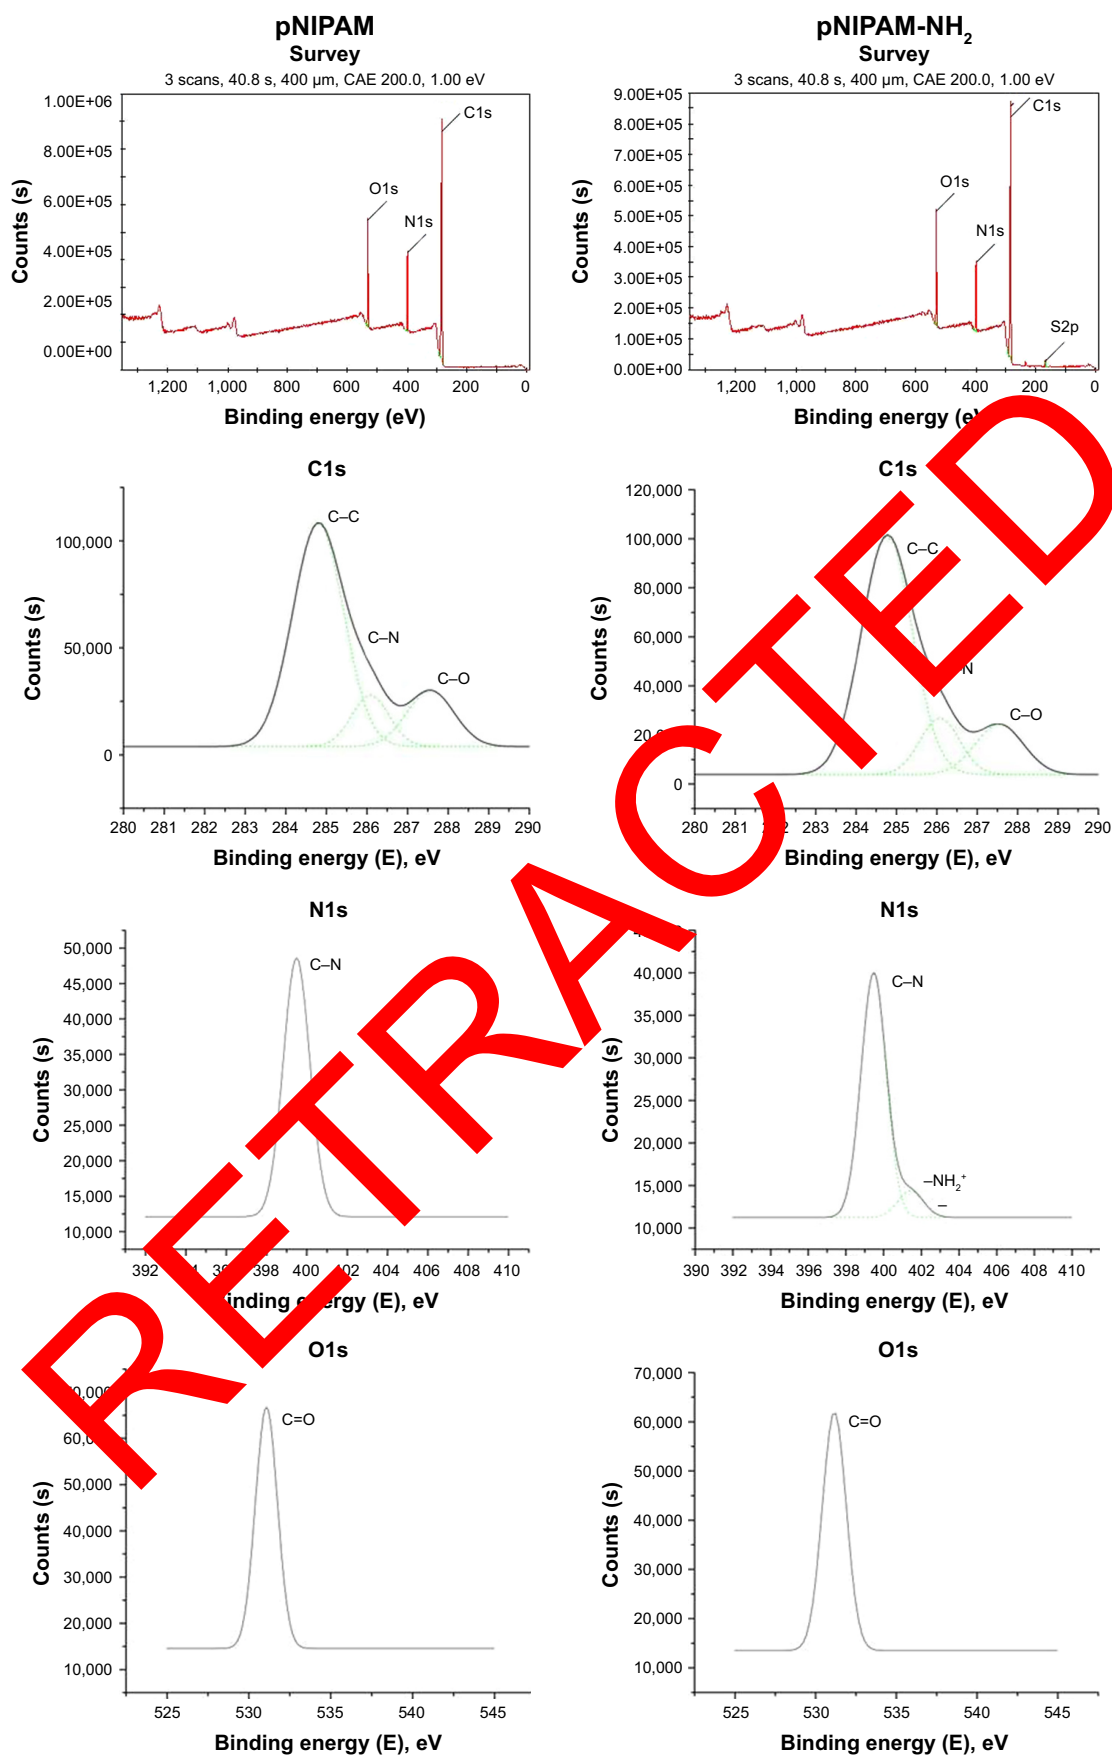 pNIPAM
Survey
3 scans, 40.8 s, 400 µm, CAE 200.0, 1.00 eV
1.00E+06
8.00E+05
6.00E+05
4.00E+05
2.00E+05
0.00E+00
Counts (s)
C1s
O1s
N1s
1,200 1,000 800 600 400 200 0
Binding energy (eV)
pNIPAM-NH₂
Survey
3 scans, 40.8 s, 400 µm, CAE 200.0, 1.00 eV
9.00E+05
8.00E+05
7.00E+05
6.00E+05
5.00E+05
4.00E+05
3.00E+05
2.00E+05
1.00E+05
0.00E+00
Counts (s)
C1s
O1s
N1s
S2p
1,200 1,000 800 600 400 200 0
Binding energy
C1s
100,000
50,000
0
Counts (s)
C–C
C–N
C–O
280 281 282 283 284 285 286 287 288 289 290
Binding energy (E), eV
C1s
120,000
100,000
80,000
60,000
40,000
0
Counts (s)
C–C
N
C–O
280 281 283 284 285 286 287 288 289 290
Binding energy (E), eV
N1s
50,000
45,000
40,000
35,000
30,000
25,000
20,000
15,000
10,000
Counts (s)
C–N
392 398 400 402 404 406 408 410
energy (E), eV
N1s
40,000
35,000
30,000
25,000
20,000
15,000
10,000
Counts (s)
C–N
–NH₂⁺
–
390 392 394 396 398 400 402 404 406 408 410
Binding energy (E), eV
O1s
50,000
40,000
30,000
20,000
10,000
Counts (s)
C=O
525 530 535 540 545
Binding energy (E), eV
O1s
70,000
60,000
50,000
40,000
30,000
20,000
10,000
Counts (s)
C=O
525 530 535 540 545
Binding energy (E), eV
RETRACTED